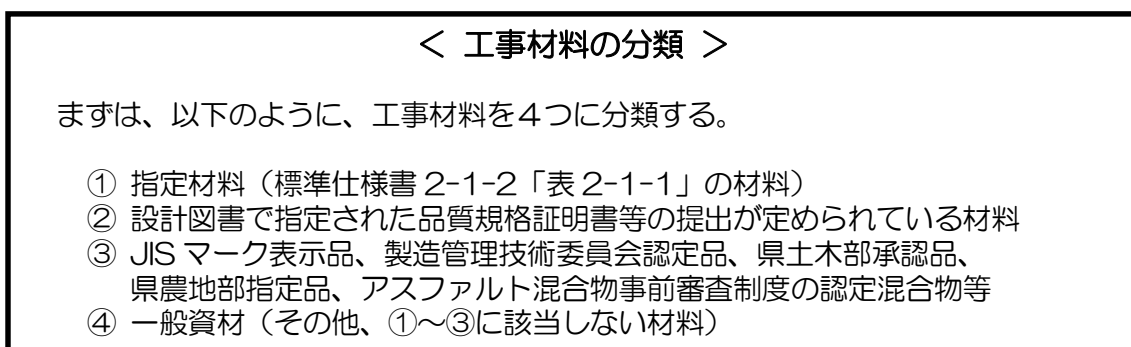 ＜ 工事材料の分類 ＞
まずは、以下のように、工事材料を４つに分類する。
① 指定材料（標準仕様書 2-1-2「表 2-1-1」の材料）
② 設計図書で指定された品質規格証明書等の提出が定められている材料
③ JIS マーク表示品、製造管理技術委員会認定品、県土木部承認品、
県農地部指定品、アスファルト混合物事前審査制度の認定混合物等
④ 一般資材（その他、①～③に該当しない材料）